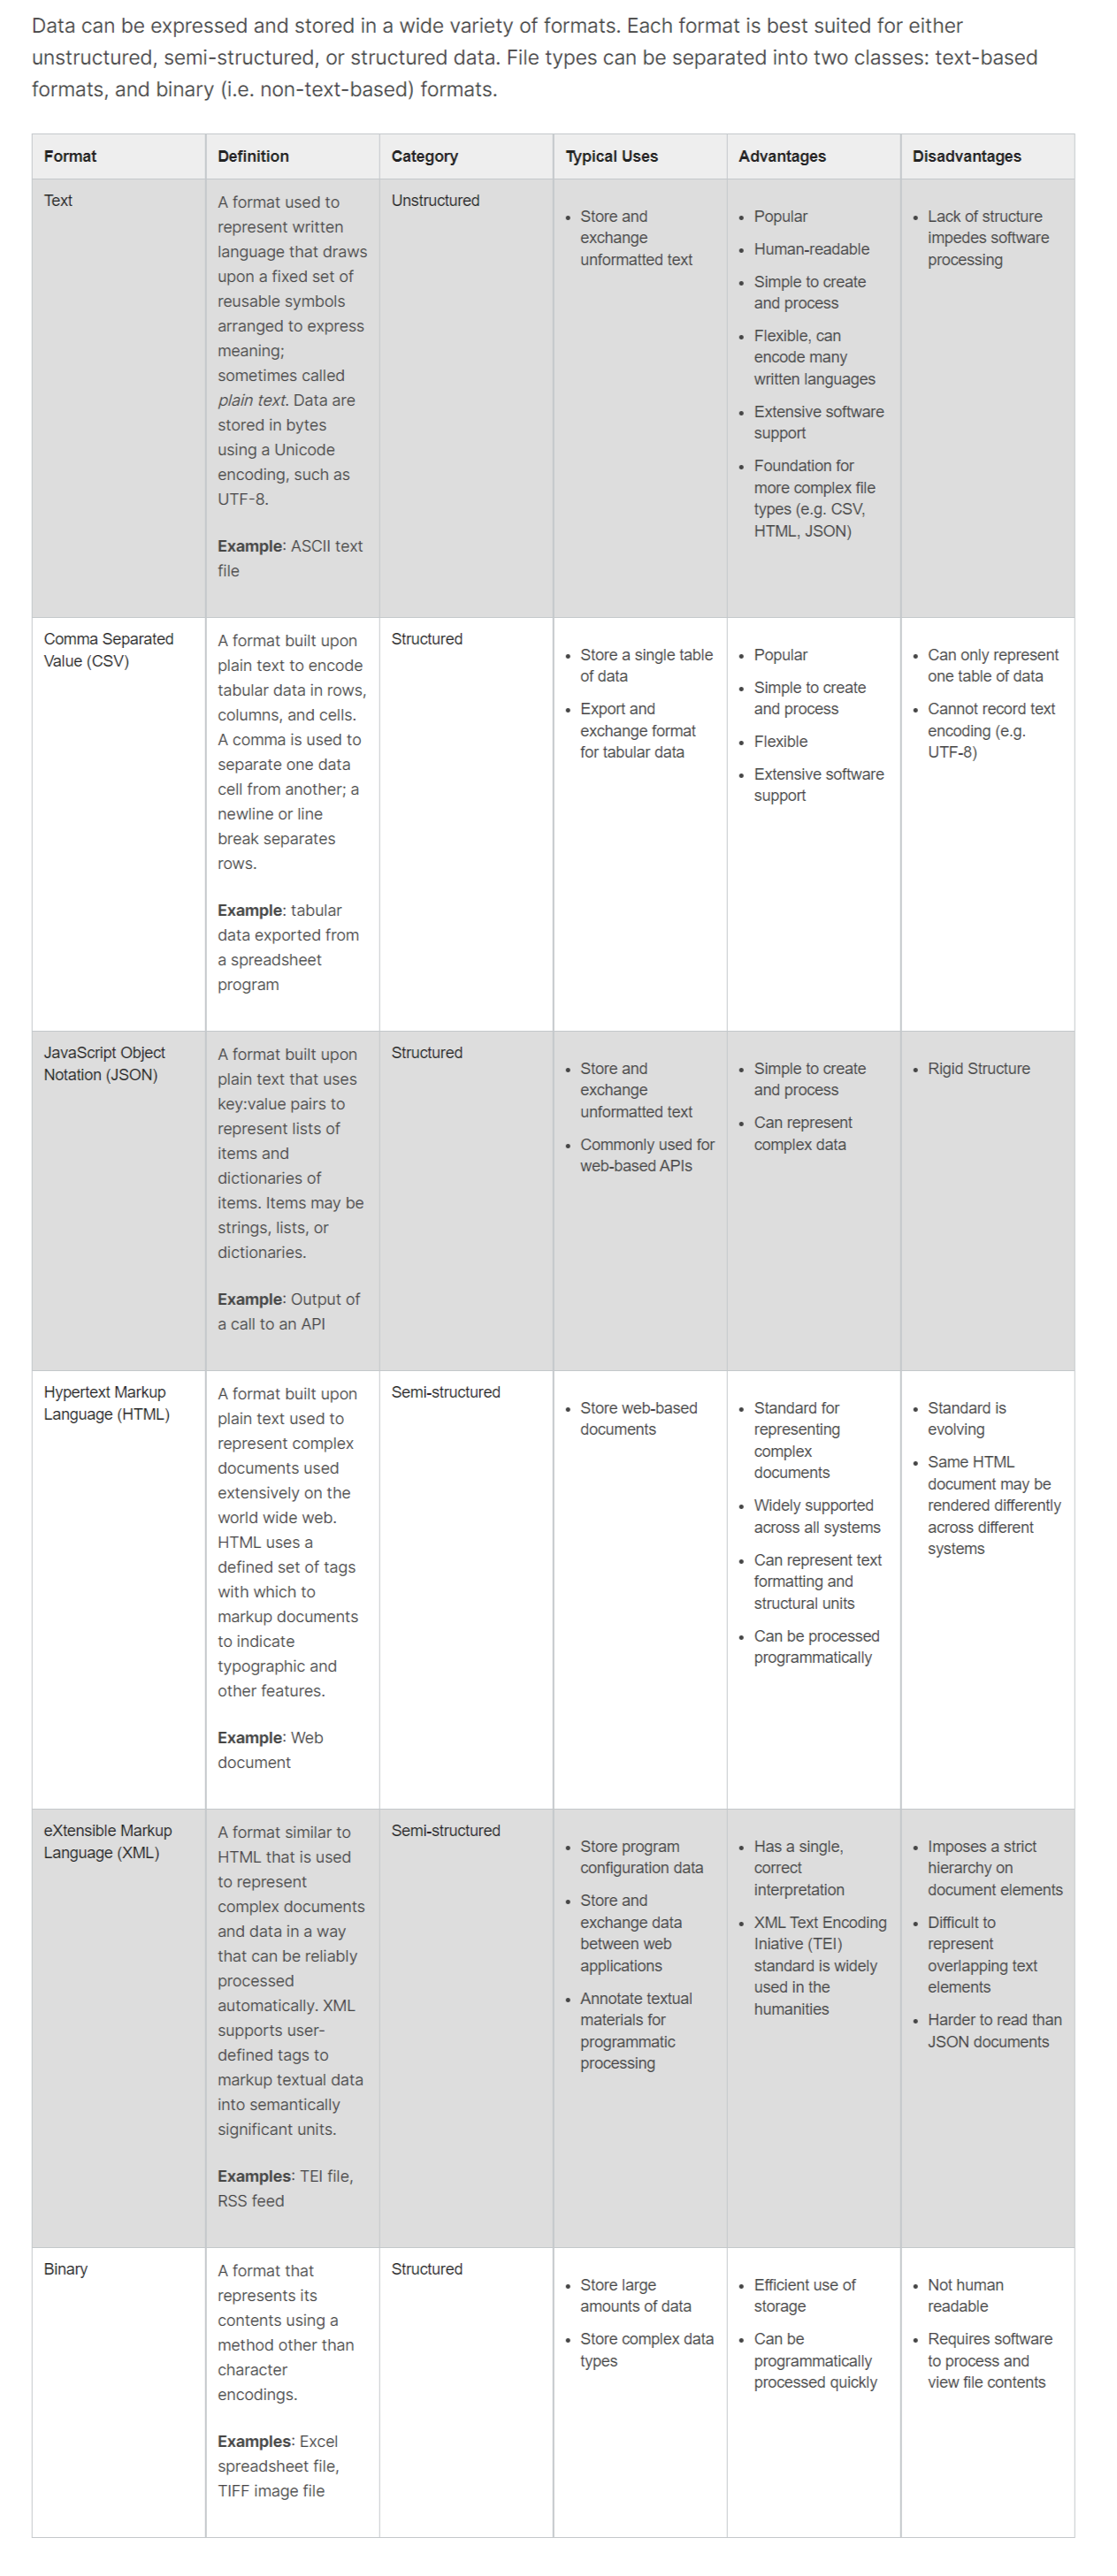 Data can be expressed and stored in a wide variety of formats. Each format is best suited for either
unstructured, semi-structured, or structured data. File types can be separated into two classes: text-based
formats, and binary (i.e. non-text-based) formats.
Format
Definition
Category
Typical Uses
Advantages
Disadvantages
Text
A format used to
represent written
language that draws
upon a fixed set of
reusable symbols
arranged to express
meaning;
sometimes called
plain text. Data are
stored in bytes
using a Unicode
encoding, such as
UTF-8.
Example: ASCII text
file
Unstructured
• Store and
exchange
unformatted text
• Popular
• Human-readable
• Simple to create
and process
• Flexible, can
encode many
written languages
• Extensive software
support
• Foundation for
more complex file
types (e.g. CSV,
HTML, JSON)
• Lack of structure
impedes software
processing
Comma Separated
Value (CSV)
A format built upon
plain text to encode
tabular data in rows,
columns, and cells.
A comma is used to
separate one data
cell from another; a
newline or line
break separates
rows.
Example: tabular
data exported from
a spreadsheet
program
Structured
• Store a single table
of data
• Export and
exchange format
for tabular data
• Popular
• Simple to create
and process
• Flexible
• Extensive software
support
• Can only represent
one table of data
• Cannot record text
encoding (e.g.
UTF-8)
JavaScript Object
Notation (JSON)
A format built upon
plain text that uses
key:value pairs to
represent lists of
items and
dictionaries of
items. Items may be
strings, lists, or
dictionaries.
Example: Output of
a call to an API
Structured
• Store and
exchange
unformatted text
• Commonly used for
web-based APIs
• Simple to create
and process
• Can represent
complex data
• Rigid Structure
Hypertext Markup
Language (HTML)
A format built upon
plain text used to
represent complex
documents used
extensively on the
world wide web.
HTML uses a
defined set of tags
with which to
markup documents
to indicate
typographic and
other features.
Example: Web
document
Semi-structured
• Store web-based
documents
• Standard for
representing
complex
documents
• Widely supported
across all systems
• Can represent text
formatting and
structural units
• Can be processed
programmatically
• Standard is
evolving
• Same HTML
document may be
rendered differently
across different
systems
eXtensible Markup
Language (XML)
A format similar to
HTML that is used
to represent
complex documents
and data in a way
that can be reliably
processed
automatically. XML
supports user-
defined tags to
markup textual data
into semantically
significant units.
Examples: TEI file,
RSS feed
Semi-structured
• Store program
configuration data
• Store and
exchange data
between web
applications
• Annotate textual
materials for
programmatic
processing
• Has a single,
correct
interpretation
• XML Text Encoding
Iniative (TEI)
standard is widely
used in the
humanities
• Imposes a strict
hierarchy on
document elements
• Difficult to
represent
overlapping text
elements
• Harder to read than
JSON documents
Binary
A format that
represents its
contents using a
method other than
character
encodings.
Examples: Excel
spreadsheet file,
TIFF image file
Structured
• Store large
amounts of data
• Store complex data
types
• Efficient use of
storage
• Can be
programmatically
processed quickly
• Not human
readable
• Requires software
to process and
view file contents